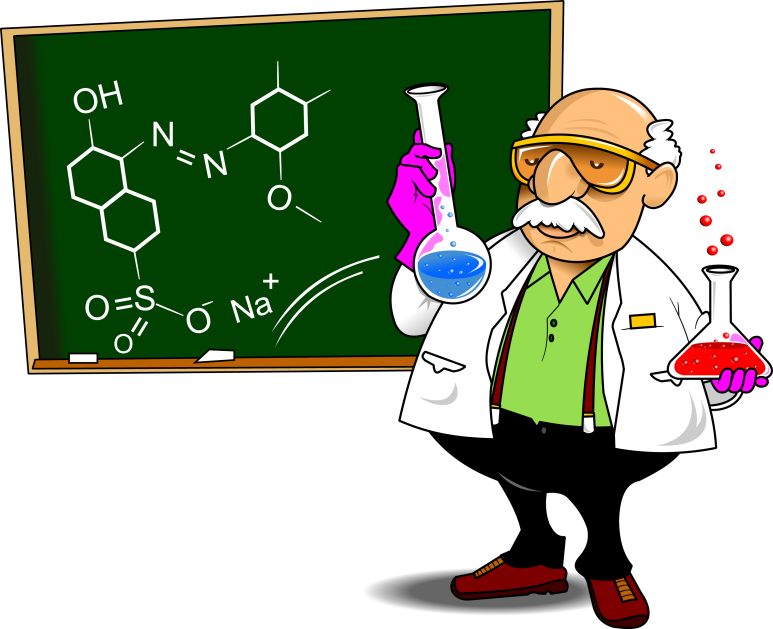 OH
N
=
N
O
O=S
O⁻
Na⁺
=
O